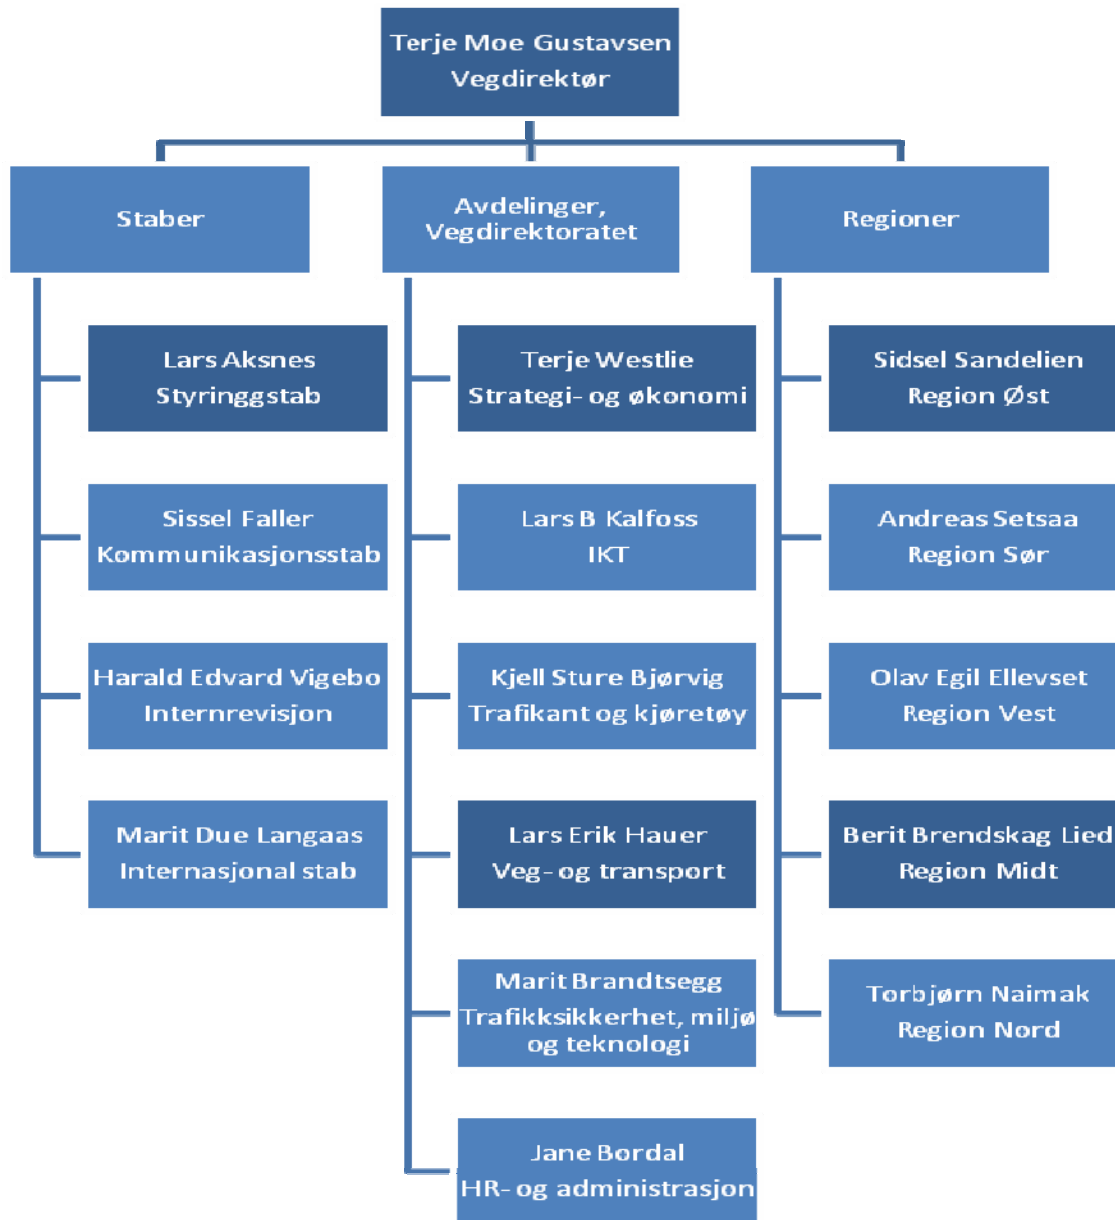 Terje Moe Gustavsen
Vegdirektør
Staber
Avdelinger,
Vegdirektoratet
Regioner
Lars Aksnes
Styringgstab
Sissel Faller
Kommunikasjonsstab
Harald Edvard Vigebo
Internrevisjon
Marit Due Langaas
Internasjonal stab
Terje Westlie
Strategi- og økonomi
Lars B Kalfoss
IKT
Kjell Sture Bjørvig
Trafikant og kjøretøy
Lars Erik Hauer
Veg- og transport
Marit Brandtsegg
Trafikksikkerhet, miljø
og teknologi
Jane Bordal
HR- og administrasjon
Sidsel Sandelien
Region Øst
Andreas Setsaa
Region Sør
Olav Egil Ellevset
Region Vest
Berit Brendskag Lied
Region Midt
Torbjørn Naimak
Region Nord